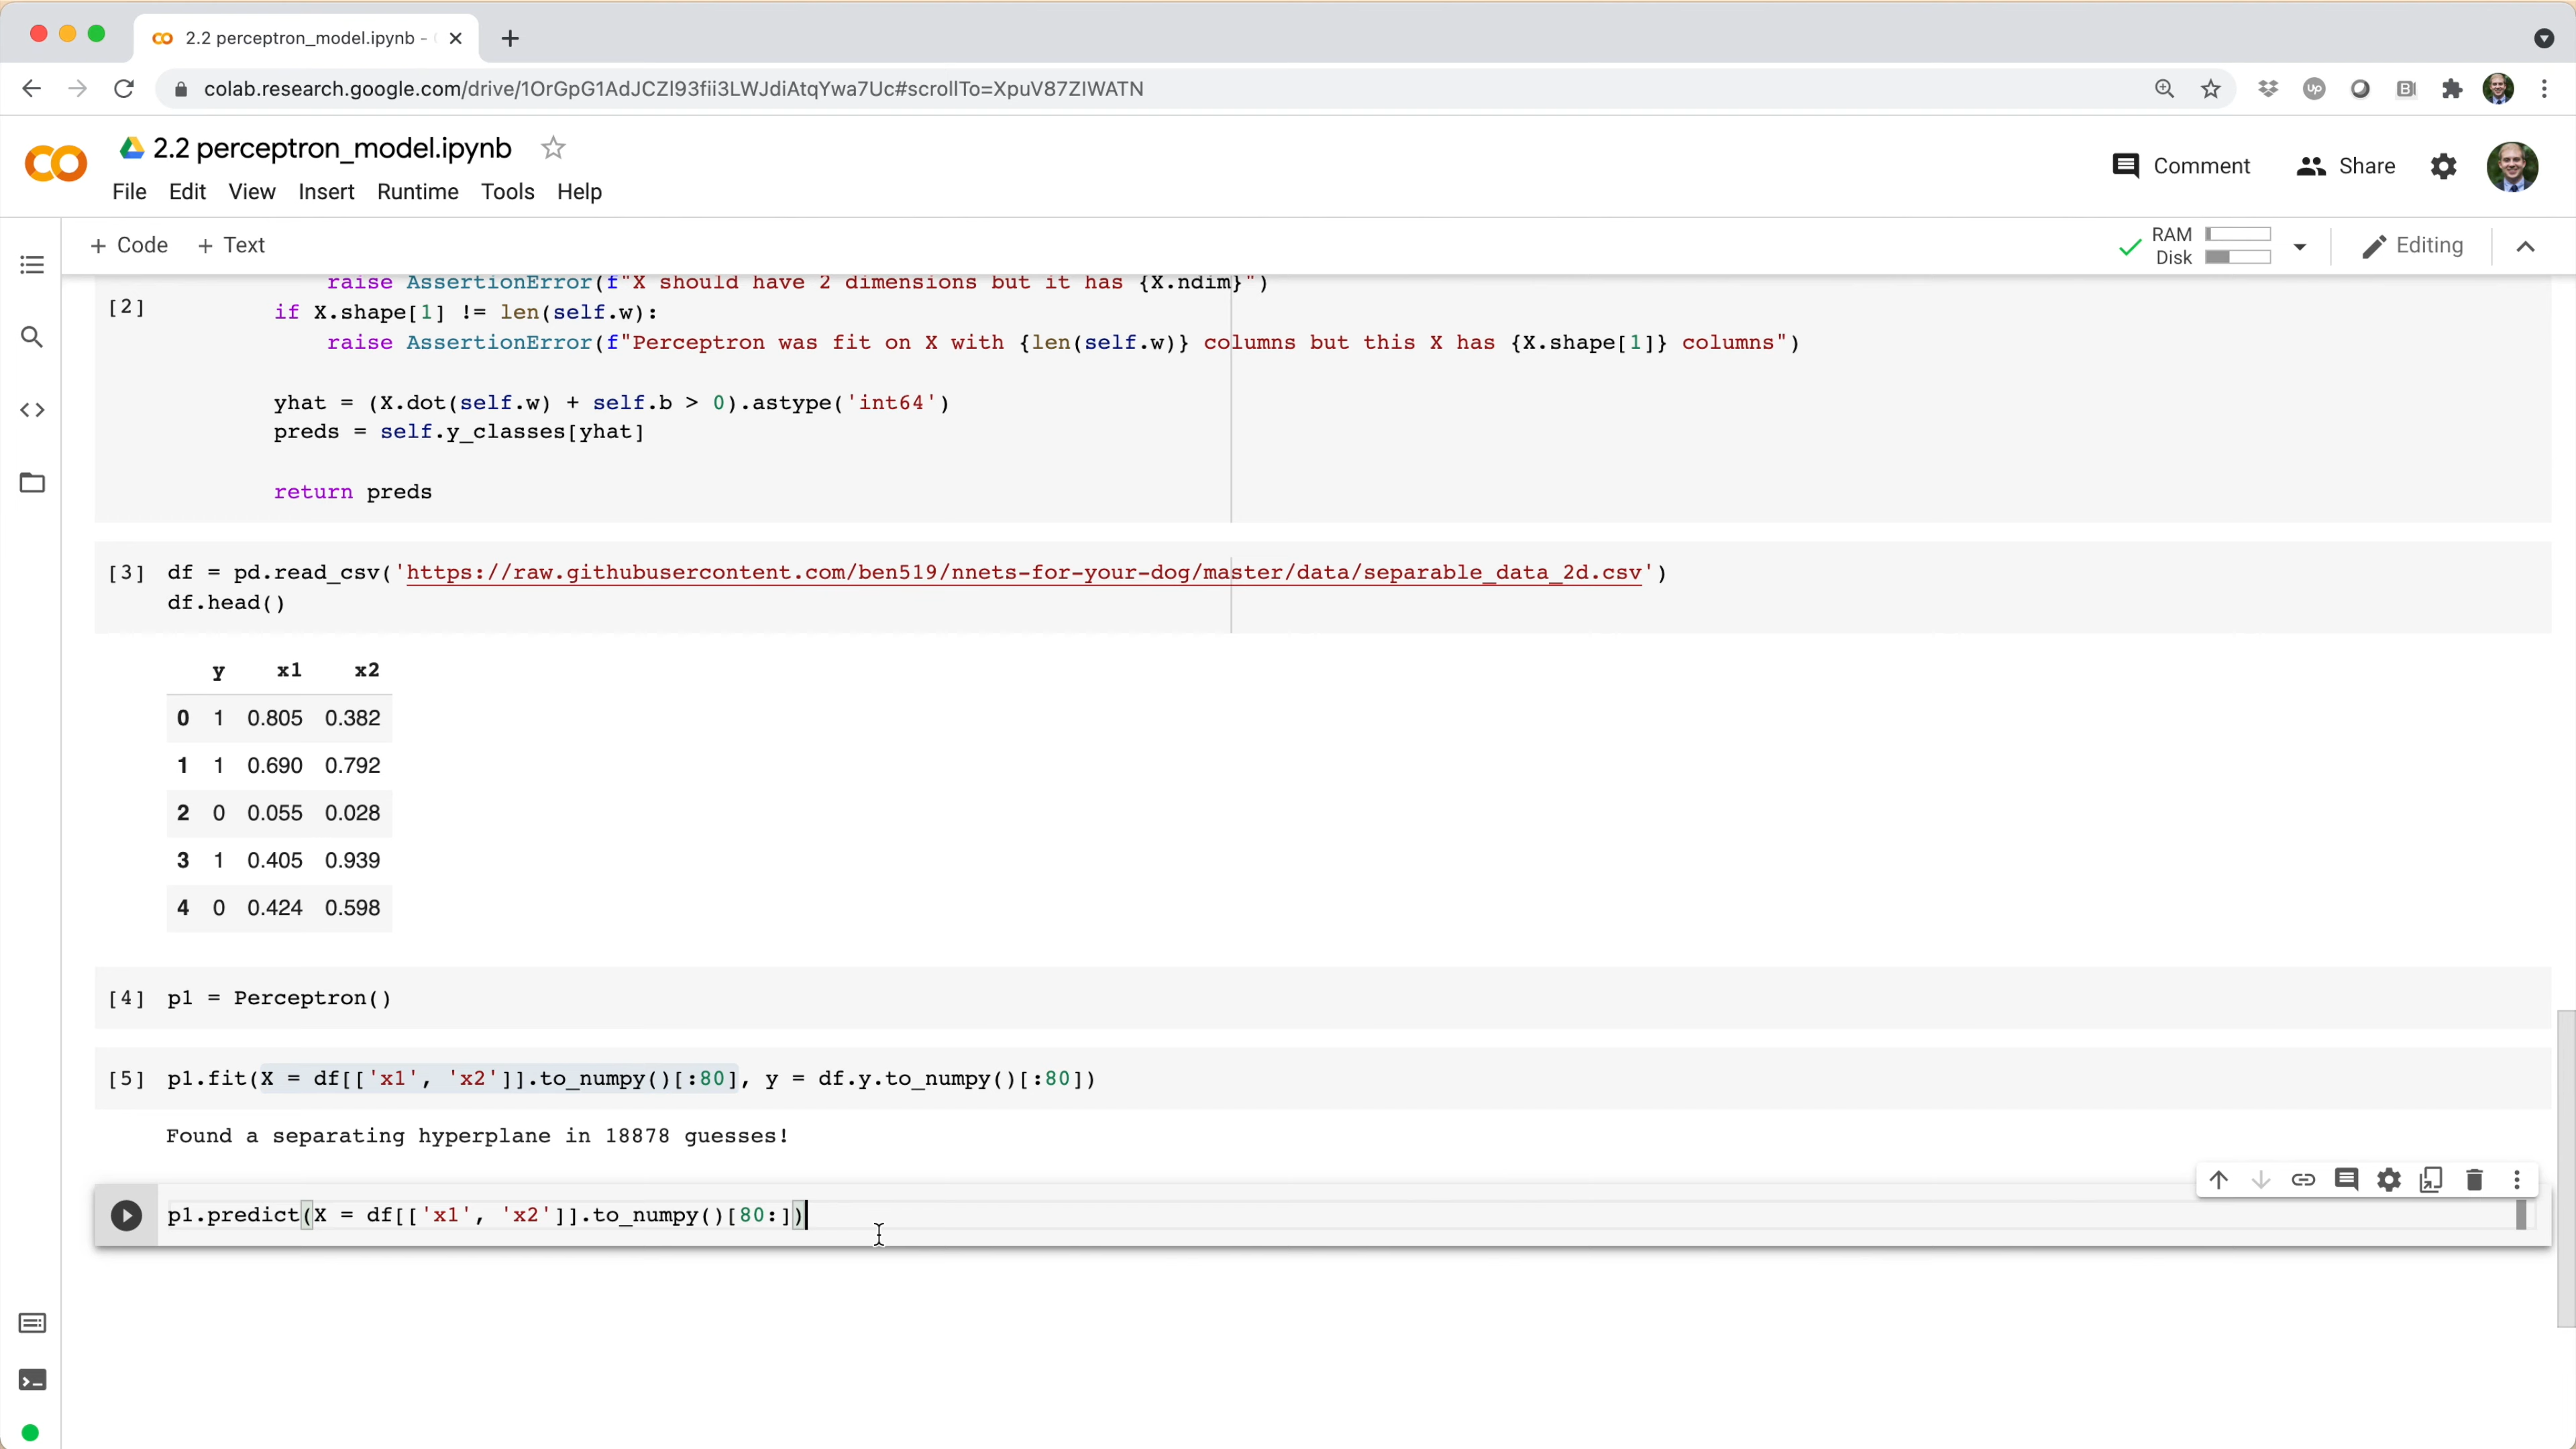 2.2 perceptron_model.ipynb -
colab.research.google.com/drive/1OrGpG1AdJCZl93fii3LWJdiAtqYwa7Uc#scrollTo=XpuV87ZIWATN
2.2 perceptron_model.ipynb
Comment Share
File Edit View Insert Runtime Tools Help
+ Code + Text
RAM
Disk
Editing
raise AssertionError(f"X should have 2 dimensions but it has {X.ndim}")
[2]
if X.shape[1] != len(self.w):
raise AssertionError(f"Perceptron was fit on X with {len(self.w)} columns but this X has {X.shape[1]} columns")
yhat = (X.dot(self.w) + self.b > 0).astype('int64')
preds = self.y_classes[yhat]
return preds
[3] df = pd.read_csv('https://raw.githubusercontent.com/ben519/nnets-for-your-dog/master/data/separable_data_2d.csv')
df.head()
y x1 x2
0 1 0.805 0.382
1 1 0.690 0.792
2 0 0.055 0.028
3 1 0.405 0.939
4 0 0.424 0.598
[4] p1 = Perceptron()
[5] p1.fit(X = df[['x1', 'x2']].to_numpy()[:80], y = df.y.to_numpy()[:80])
Found a separating hyperplane in 18878 guesses!
p1.predict(X = df[['x1', 'x2']].to_numpy()[80:])